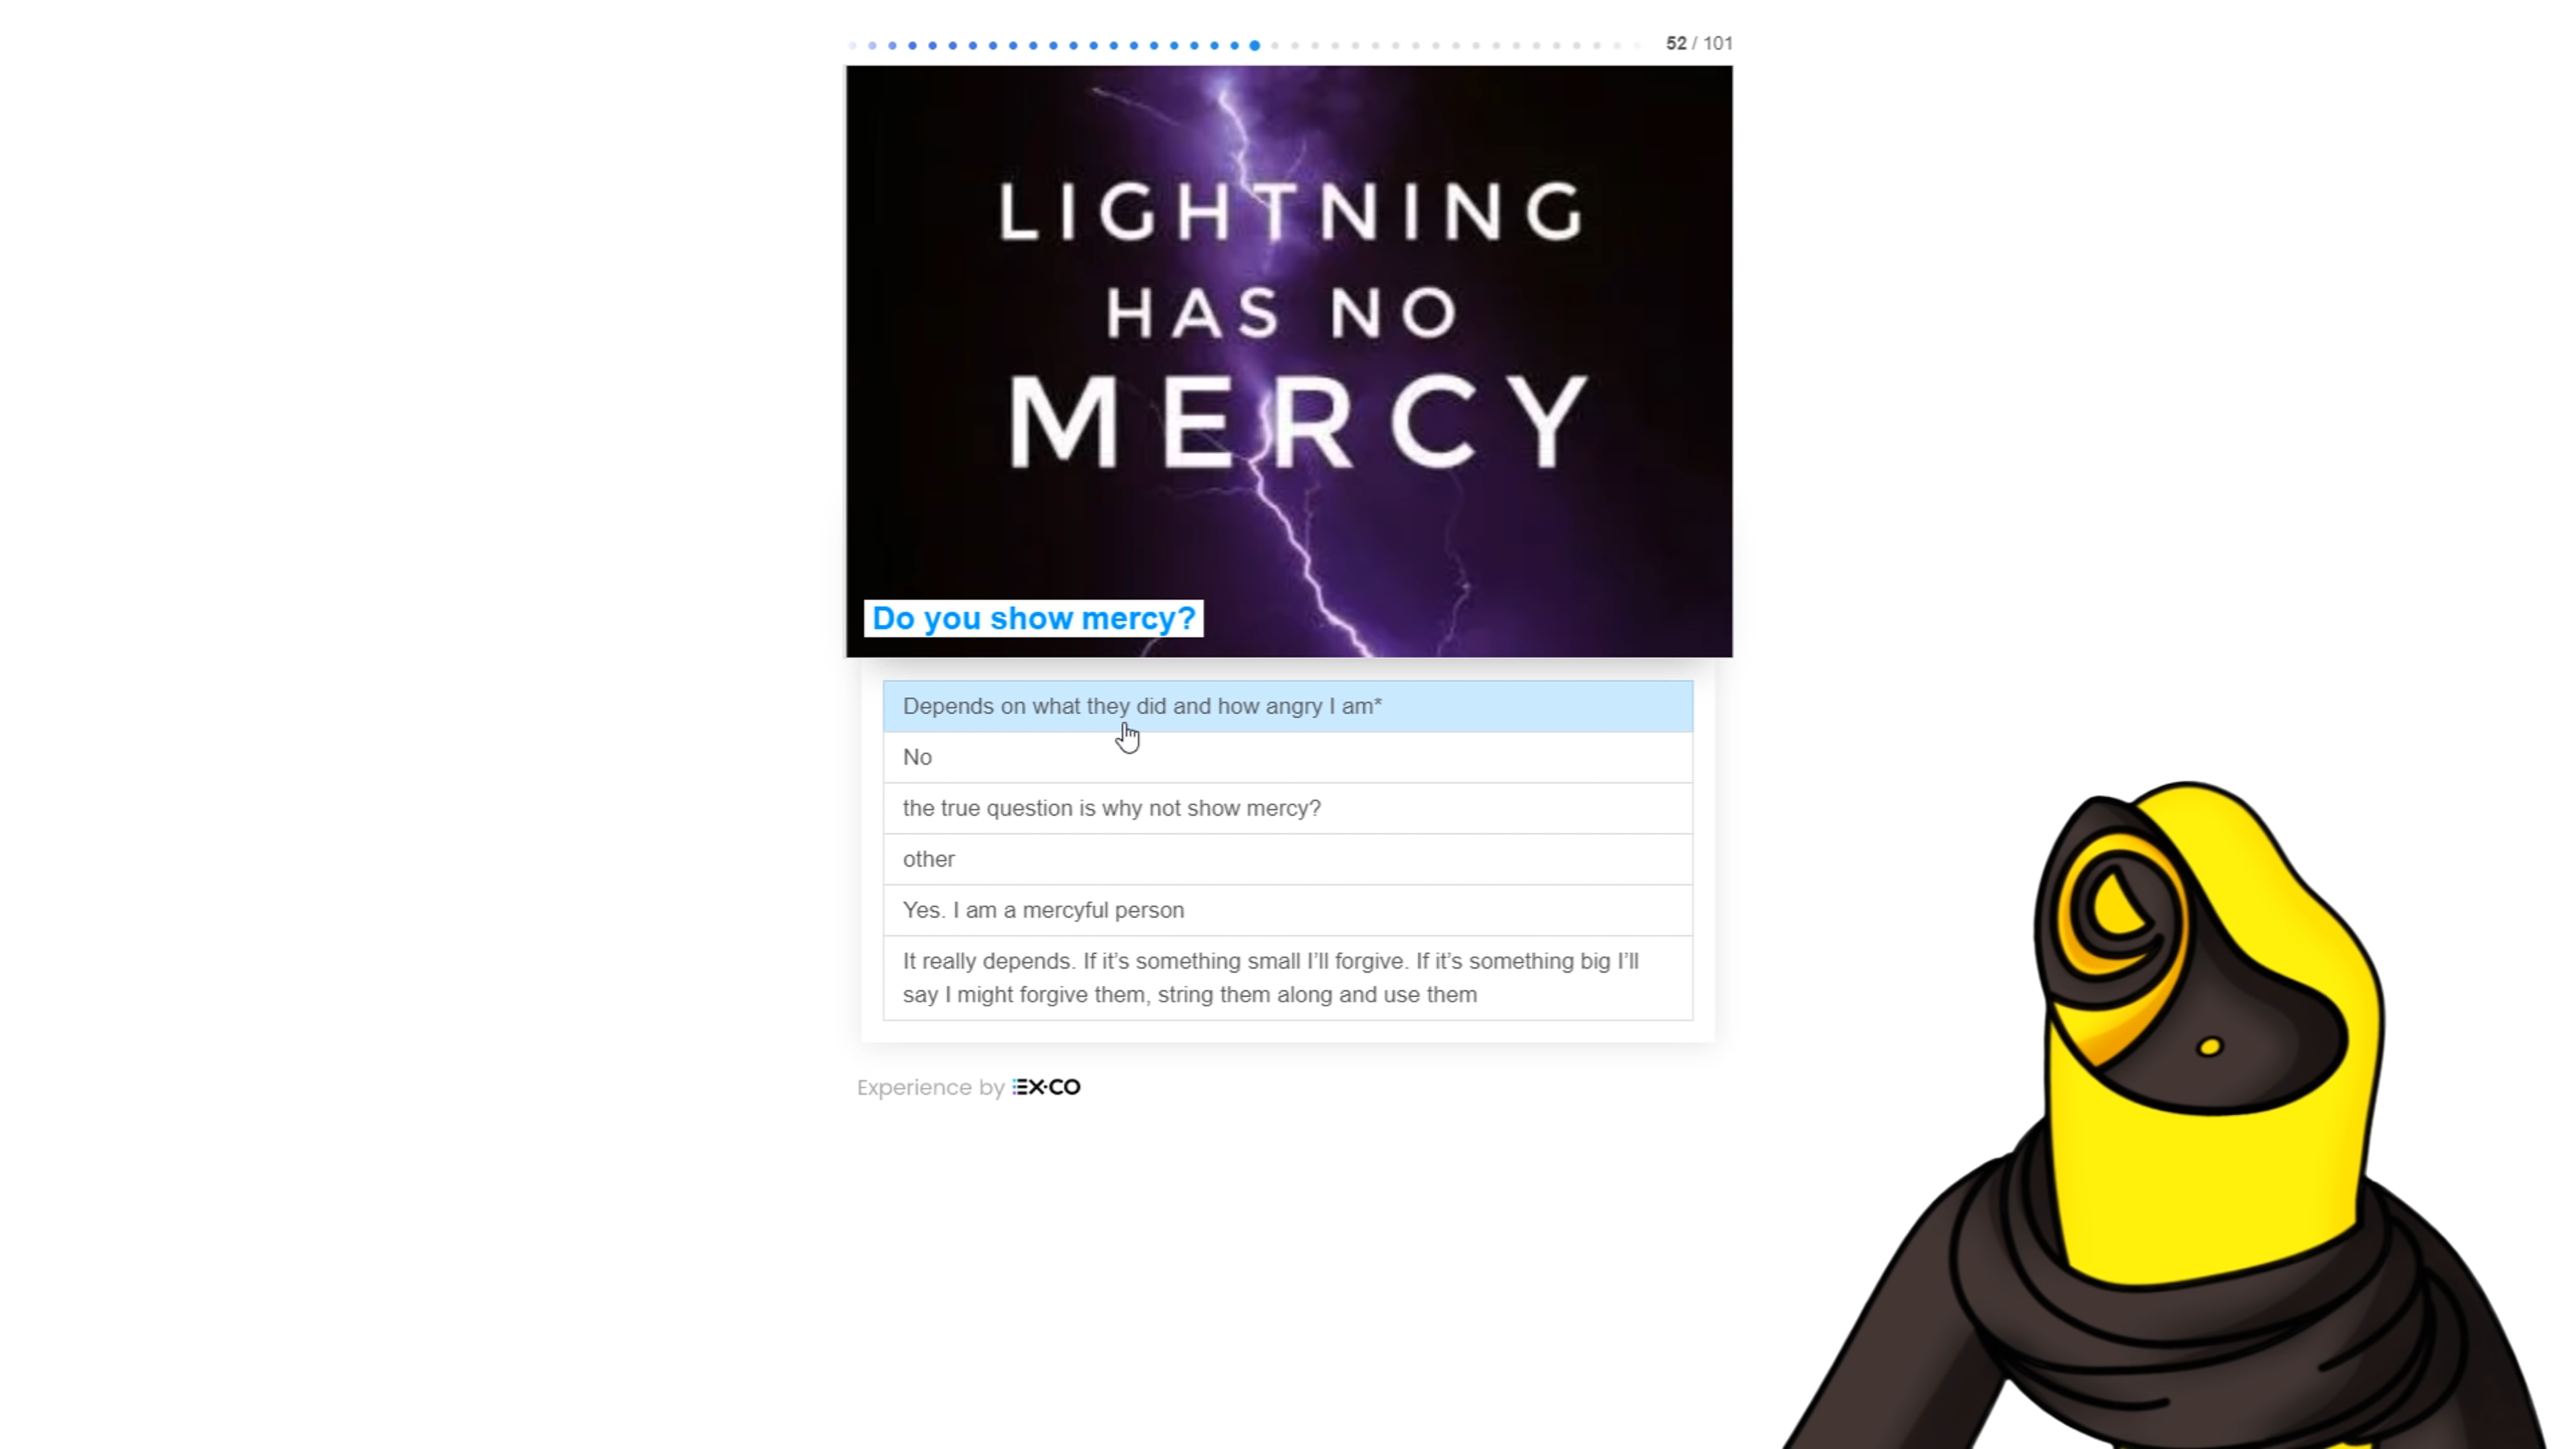 52 / 101
LIGHTNING
HAS NO
MERCY
Do you show mercy?
Depends on what they did and how angry I am*
No
the true question is why not show mercy?
other
Yes. I am a mercyful person
It really depends. If it’s something small I’ll forgive. If it’s something big I’ll
say I might forgive them, string them along and use them
Experience by EX·CO